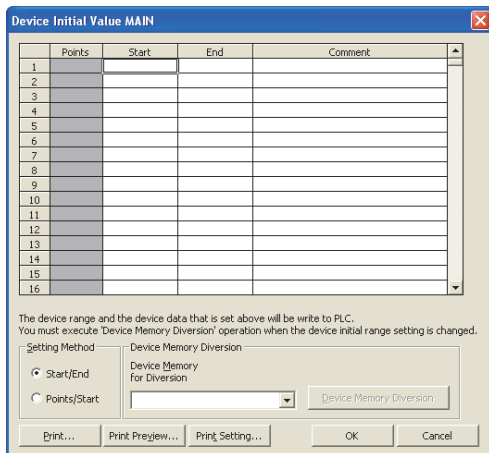 Device Initial Value MAIN
Points Start End Comment
1
2
3
4
5
6
7
8
9
10
11
12
13
14
15
16
The device range and the device data that is set above will be write to PLC.
You must execute 'Device Memory Diversion' operation when the device initial range setting is changed.
Setting Method
Start/End
Points/Start
Device Memory Diversion
Device Memory
for Diversion
Device Memory Diversion
Print... Print Preview... Print Setting... OK Cancel